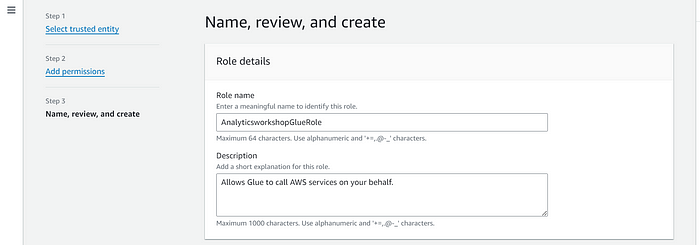 Step 1
Select trusted entity
Step 2
Add permissions
Step 3
Name, review, and create
Name, review, and create
Role details
Role name
Enter a meaningful name to identify this role.
AnalyticsworkshopGlueRole
Maximum 64 characters. Use alphanumeric and '+=,.@-_' characters.
Description
Add a short explanation for this role.
Allows Glue to call AWS services on your behalf.
Maximum 1000 characters. Use alphanumeric and '+=,.@-_' characters.